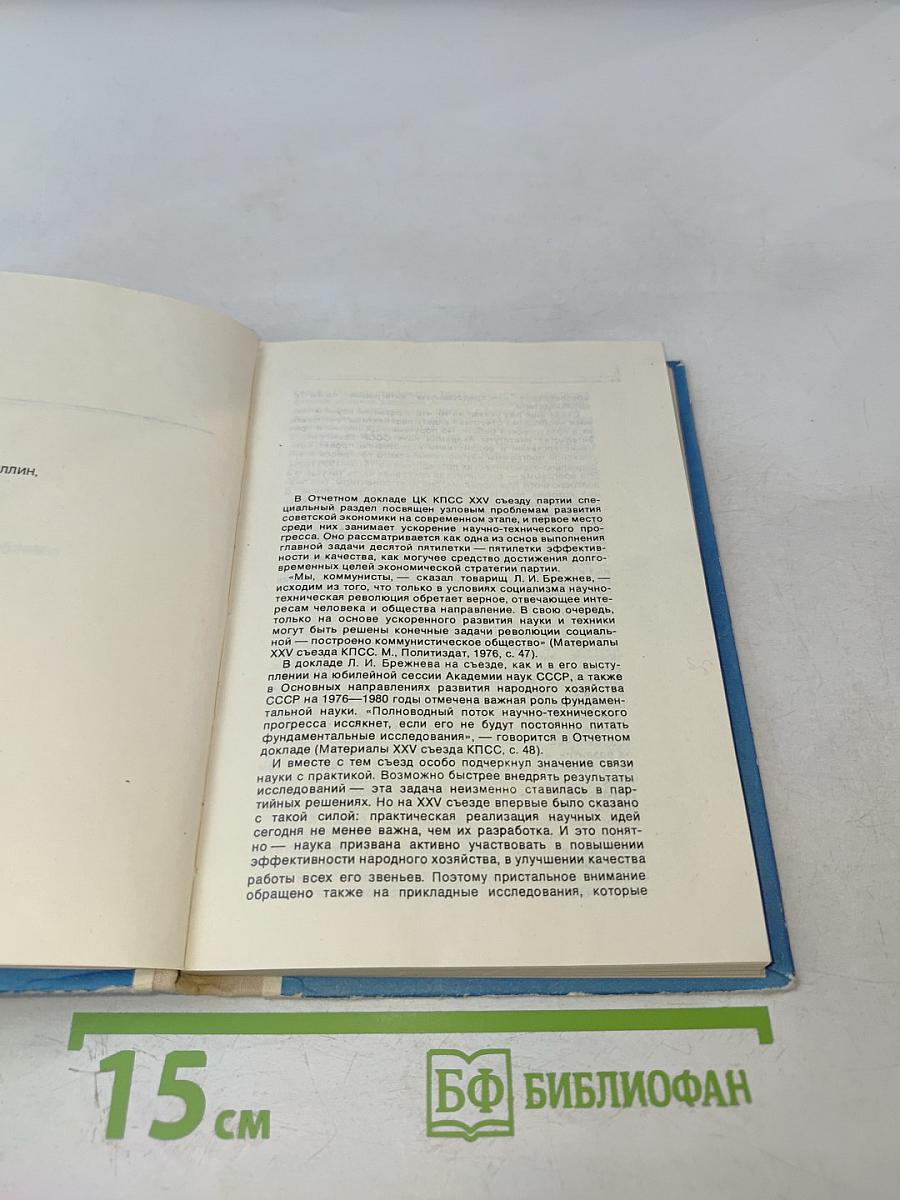 ллин,
В Отчетном докладе ЦК КПСС XXV съезду партии спе-
циальный раздел посвящен узловым проблемам развития
советской экономики на современном этапе, и первое место
среди них занимает ускорение научно-технического про-
гресса. Оно рассматривается как одна из основ выполнения
главной задачи десятой пятилетки — пятилетки эффектив-
ности и качества, как могучее средство достижения долго-
временных целей экономической стратегии партии.
«Мы, коммунисты, — сказал товарищ Л. И. Брежнев, —
исходим из того, что только в условиях социализма научно-
техническая революция обретает верное, отвечающее инте-
ресам человека и общества направление. В свою очередь,
только на основе ускоренного развития науки и техники
могут быть решены конечные задачи революции социаль-
ной — построено коммунистическое общество» (Материалы
XXV съезда КПСС. М., Политиздат, 1976, с. 47).
В докладе Л. И. Брежнева на съезде, как и в его высту-
плении на юбилейной сессии Академии наук СССР, а также
в Основных направлениях развития народного хозяйства
СССР на 1976—1980 годы отмечена важная роль фундамен-
тальной науки. «Полноводный поток научно-технического
прогресса иссякнет, если его не будут постоянно питать
фундаментальные исследования», — говорится в Отчетном
докладе (Материалы XXV съезда КПСС, с. 48).
И вместе с тем съезд особо подчеркнул значение связи
науки с практикой. Возможно быстрее внедрять результаты
исследований — эта задача неизменно ставилась в пар-
тийных решениях. Но на XXV съезде впервые было сказано
с такой силой: практическая реализация научных идей
сегодня не менее важна, чем их разработка. И это понят-
но — наука призвана активно участвовать в повышении
эффективности народного хозяйства, в улучшении качества
работы всех его звеньев. Поэтому пристальное внимание
обращено также на прикладные исследования, которые
15 см
БФ БИБЛИОФАН